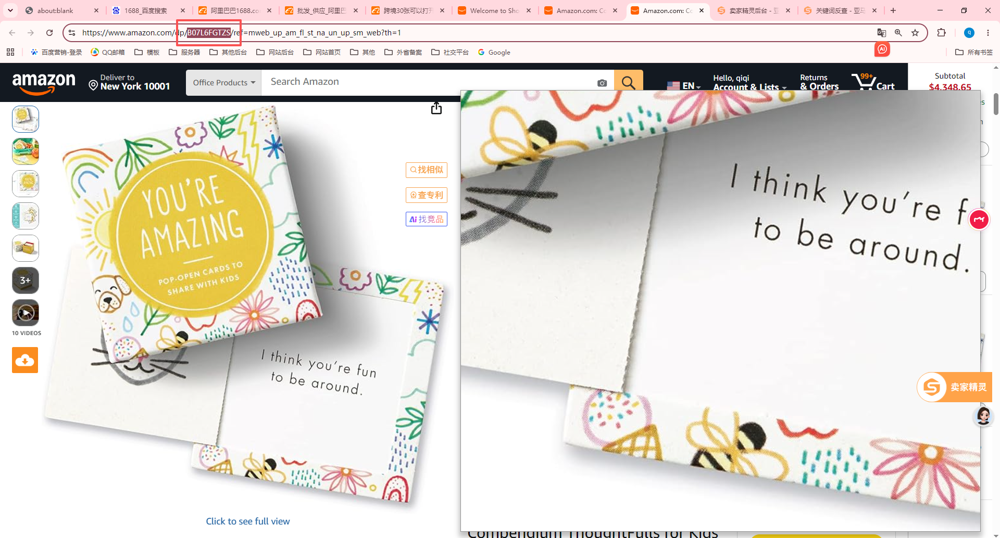 about:blank
1688_百度搜索
阿里巴巴1688.co
批发_供应_阿里巴
跨境30张可以打开
Welcome to Sho
Amazon.com: Co
Amazon.com: Co
卖家精灵后台 - 亚
关键词反查 - 亚马
https://www.amazon.com/dp/B07L6FGTZS/ref=mweb_up_am_fl_st_na_un_up_sm_web?th=1
q
百度营销-登录
QQ邮箱
模板
服务器
其他后台
网站后台
网站首页
其他
外省备案
社交平台
Google
AI
所有书签
amazon
Deliver to
New York 10001
Office Products
Search Amazon
EN
Hello, qiqi
Account & Lists
Returns
& Orders
99+
Cart
Subtotal
$4,348.65
YOU'RE
AMAZING
POP-OPEN CARDS TO
SHARE WITH KIDS
找相似
查专利
Ai 找竞品
3+
10 VIDEOS
I think you're fun
to be around.
I think you're f
to be around.
卖家精灵
Click to see full view
Compendium ThoughtFulls for Kids